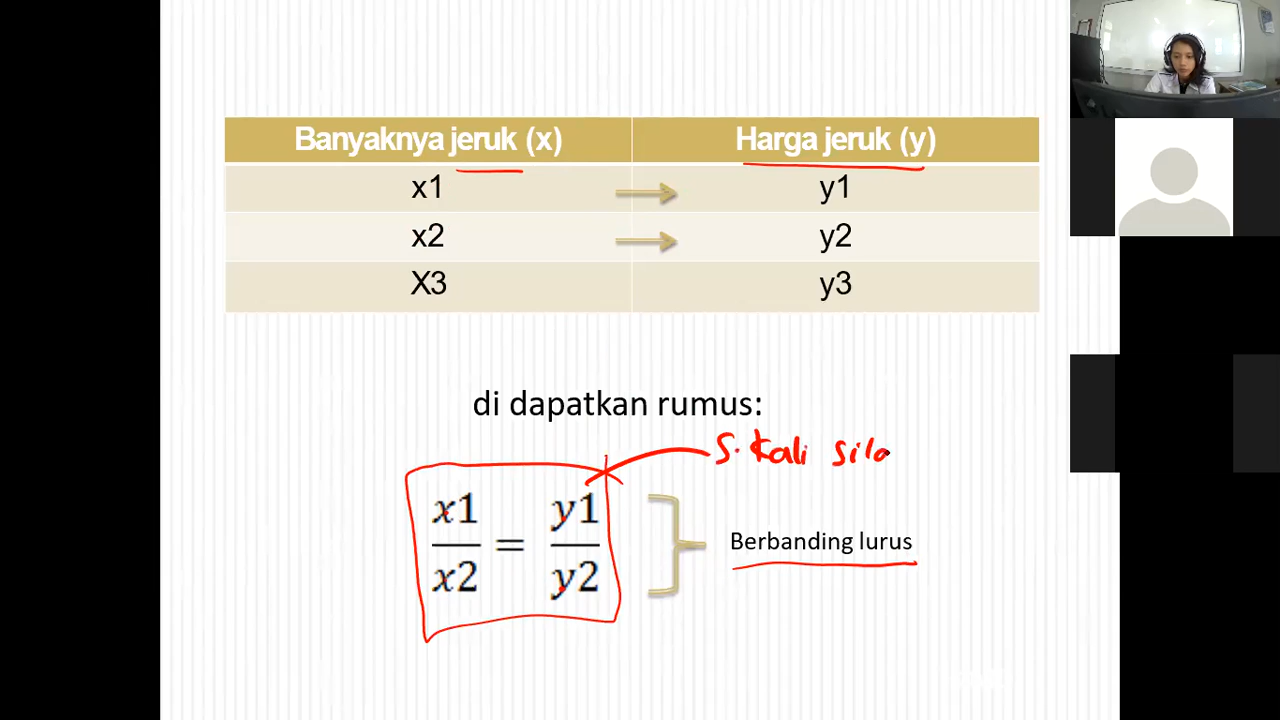 Banyaknya jeruk (x) Harga jeruk (y)
x1 y1
x2 y2
X3 y3
di dapatkan rumus:
S. Kali sila
x1 = y1
x2 y2
Berbanding lurus